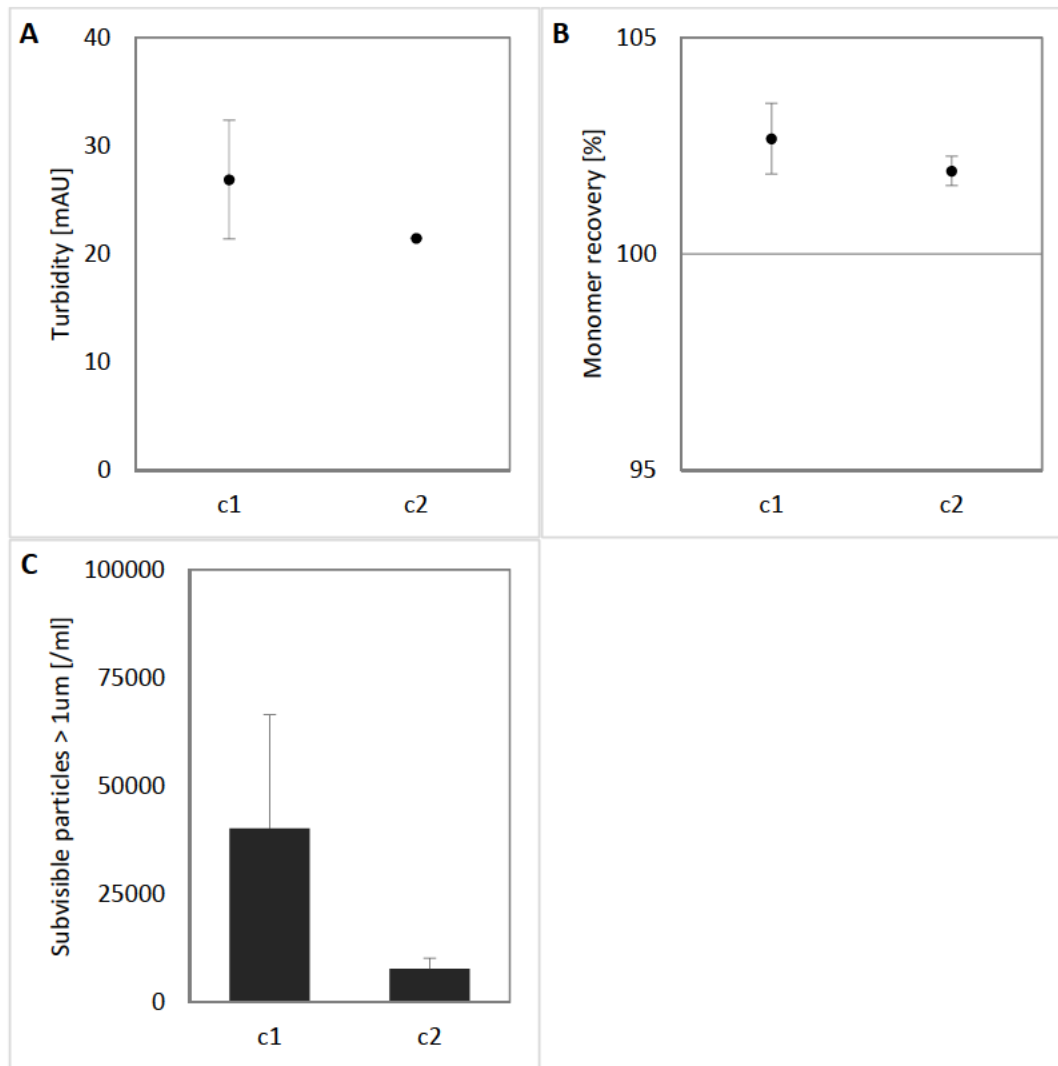 A
Turbidity [mAU]
40
30
20
10
0
c1 c2
B
Monomer recovery [%]
105
100
95
c1 c2
C
Subvisible particles > 1um [/ml]
100000
75000
50000
25000
0
c1 c2